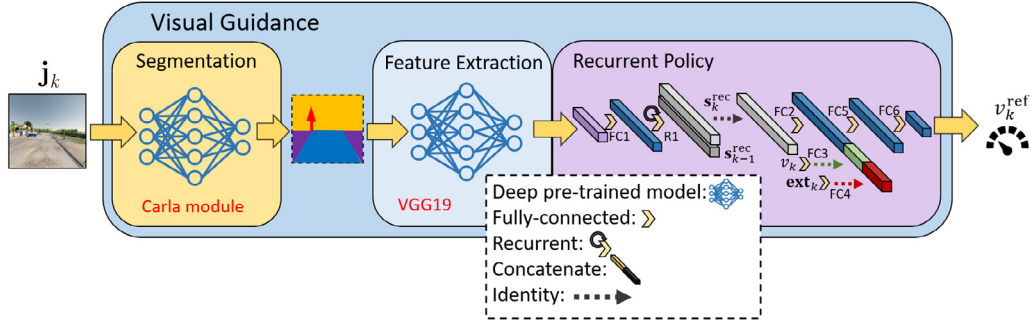 Visual Guidance
Segmentation
Feature Extraction
Recurrent Policy
j_k
s_k^rec
FC1
R1
s_{k-1}^rec
FC2
FC5
FC6
v_k
FC3
ext_k
FC4
v_k^ref
Carla module
VGG19
Deep pre-trained model:
Fully-connected:
Recurrent:
Concatenate:
Identity: